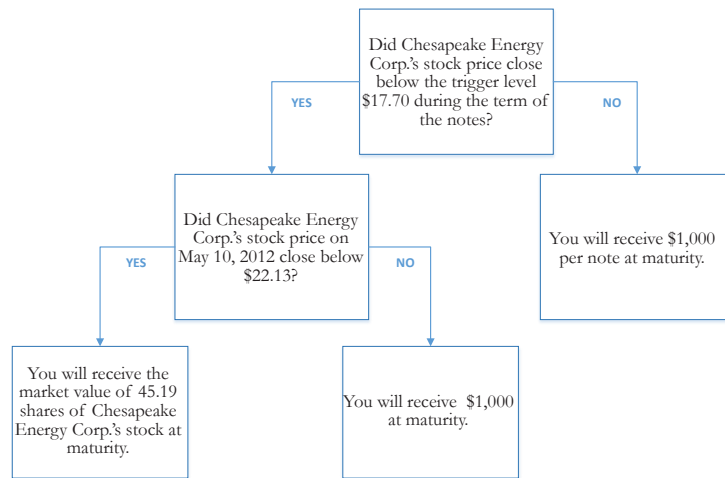 Did Chesapeake Energy
Corp.'s stock price close
below the trigger level
$17.70 during the term of
the notes?
YES
NO
Did Chesapeake Energy
Corp.'s stock price on
May 10, 2012 close below
$22.13?
You will receive $1,000
per note at maturity.
YES
NO
You will receive the
market value of 45.19
shares of Chesapeake
Energy Corp.'s stock at
maturity.
You will receive $1,000
at maturity.